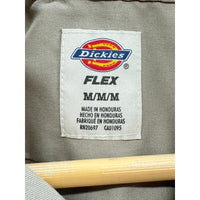 Dickies
FLEX
M/M/M
MADE IN HONDURAS
HECHO EN HONDURAS
FABRIQUÉ EN HONDURAS
RN20697 CA01095